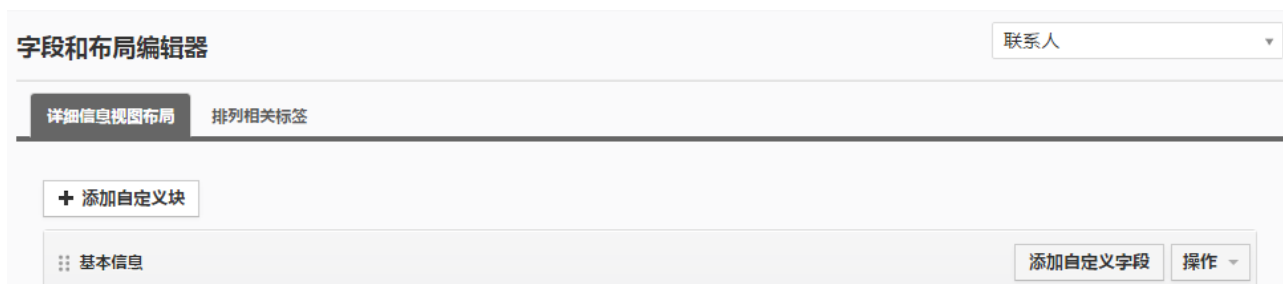 字段和布局编辑器
联系人
详细信息视图布局 排列相关标签
+ 添加自定义块
基本信息 添加自定义字段 操作